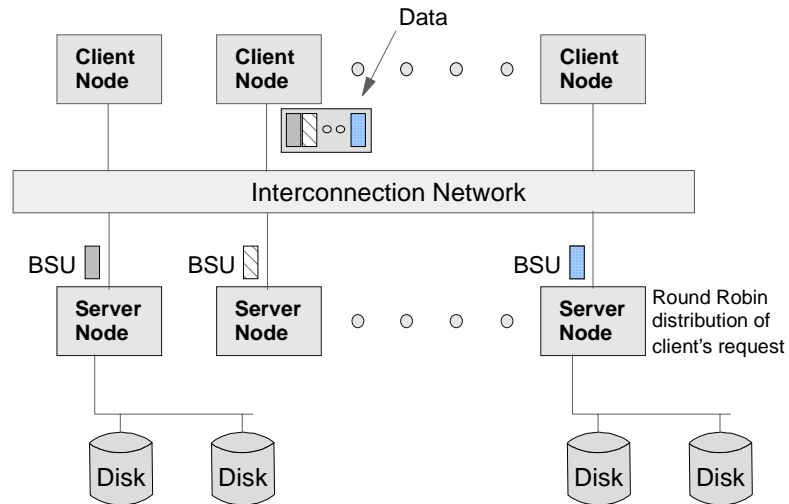 Data
Client
Node
Client
Node
Client
Node
Interconnection Network
BSU
BSU
BSU
Server
Node
Server
Node
Server
Node
Round Robin
distribution of
client's request
Disk
Disk
Disk
Disk